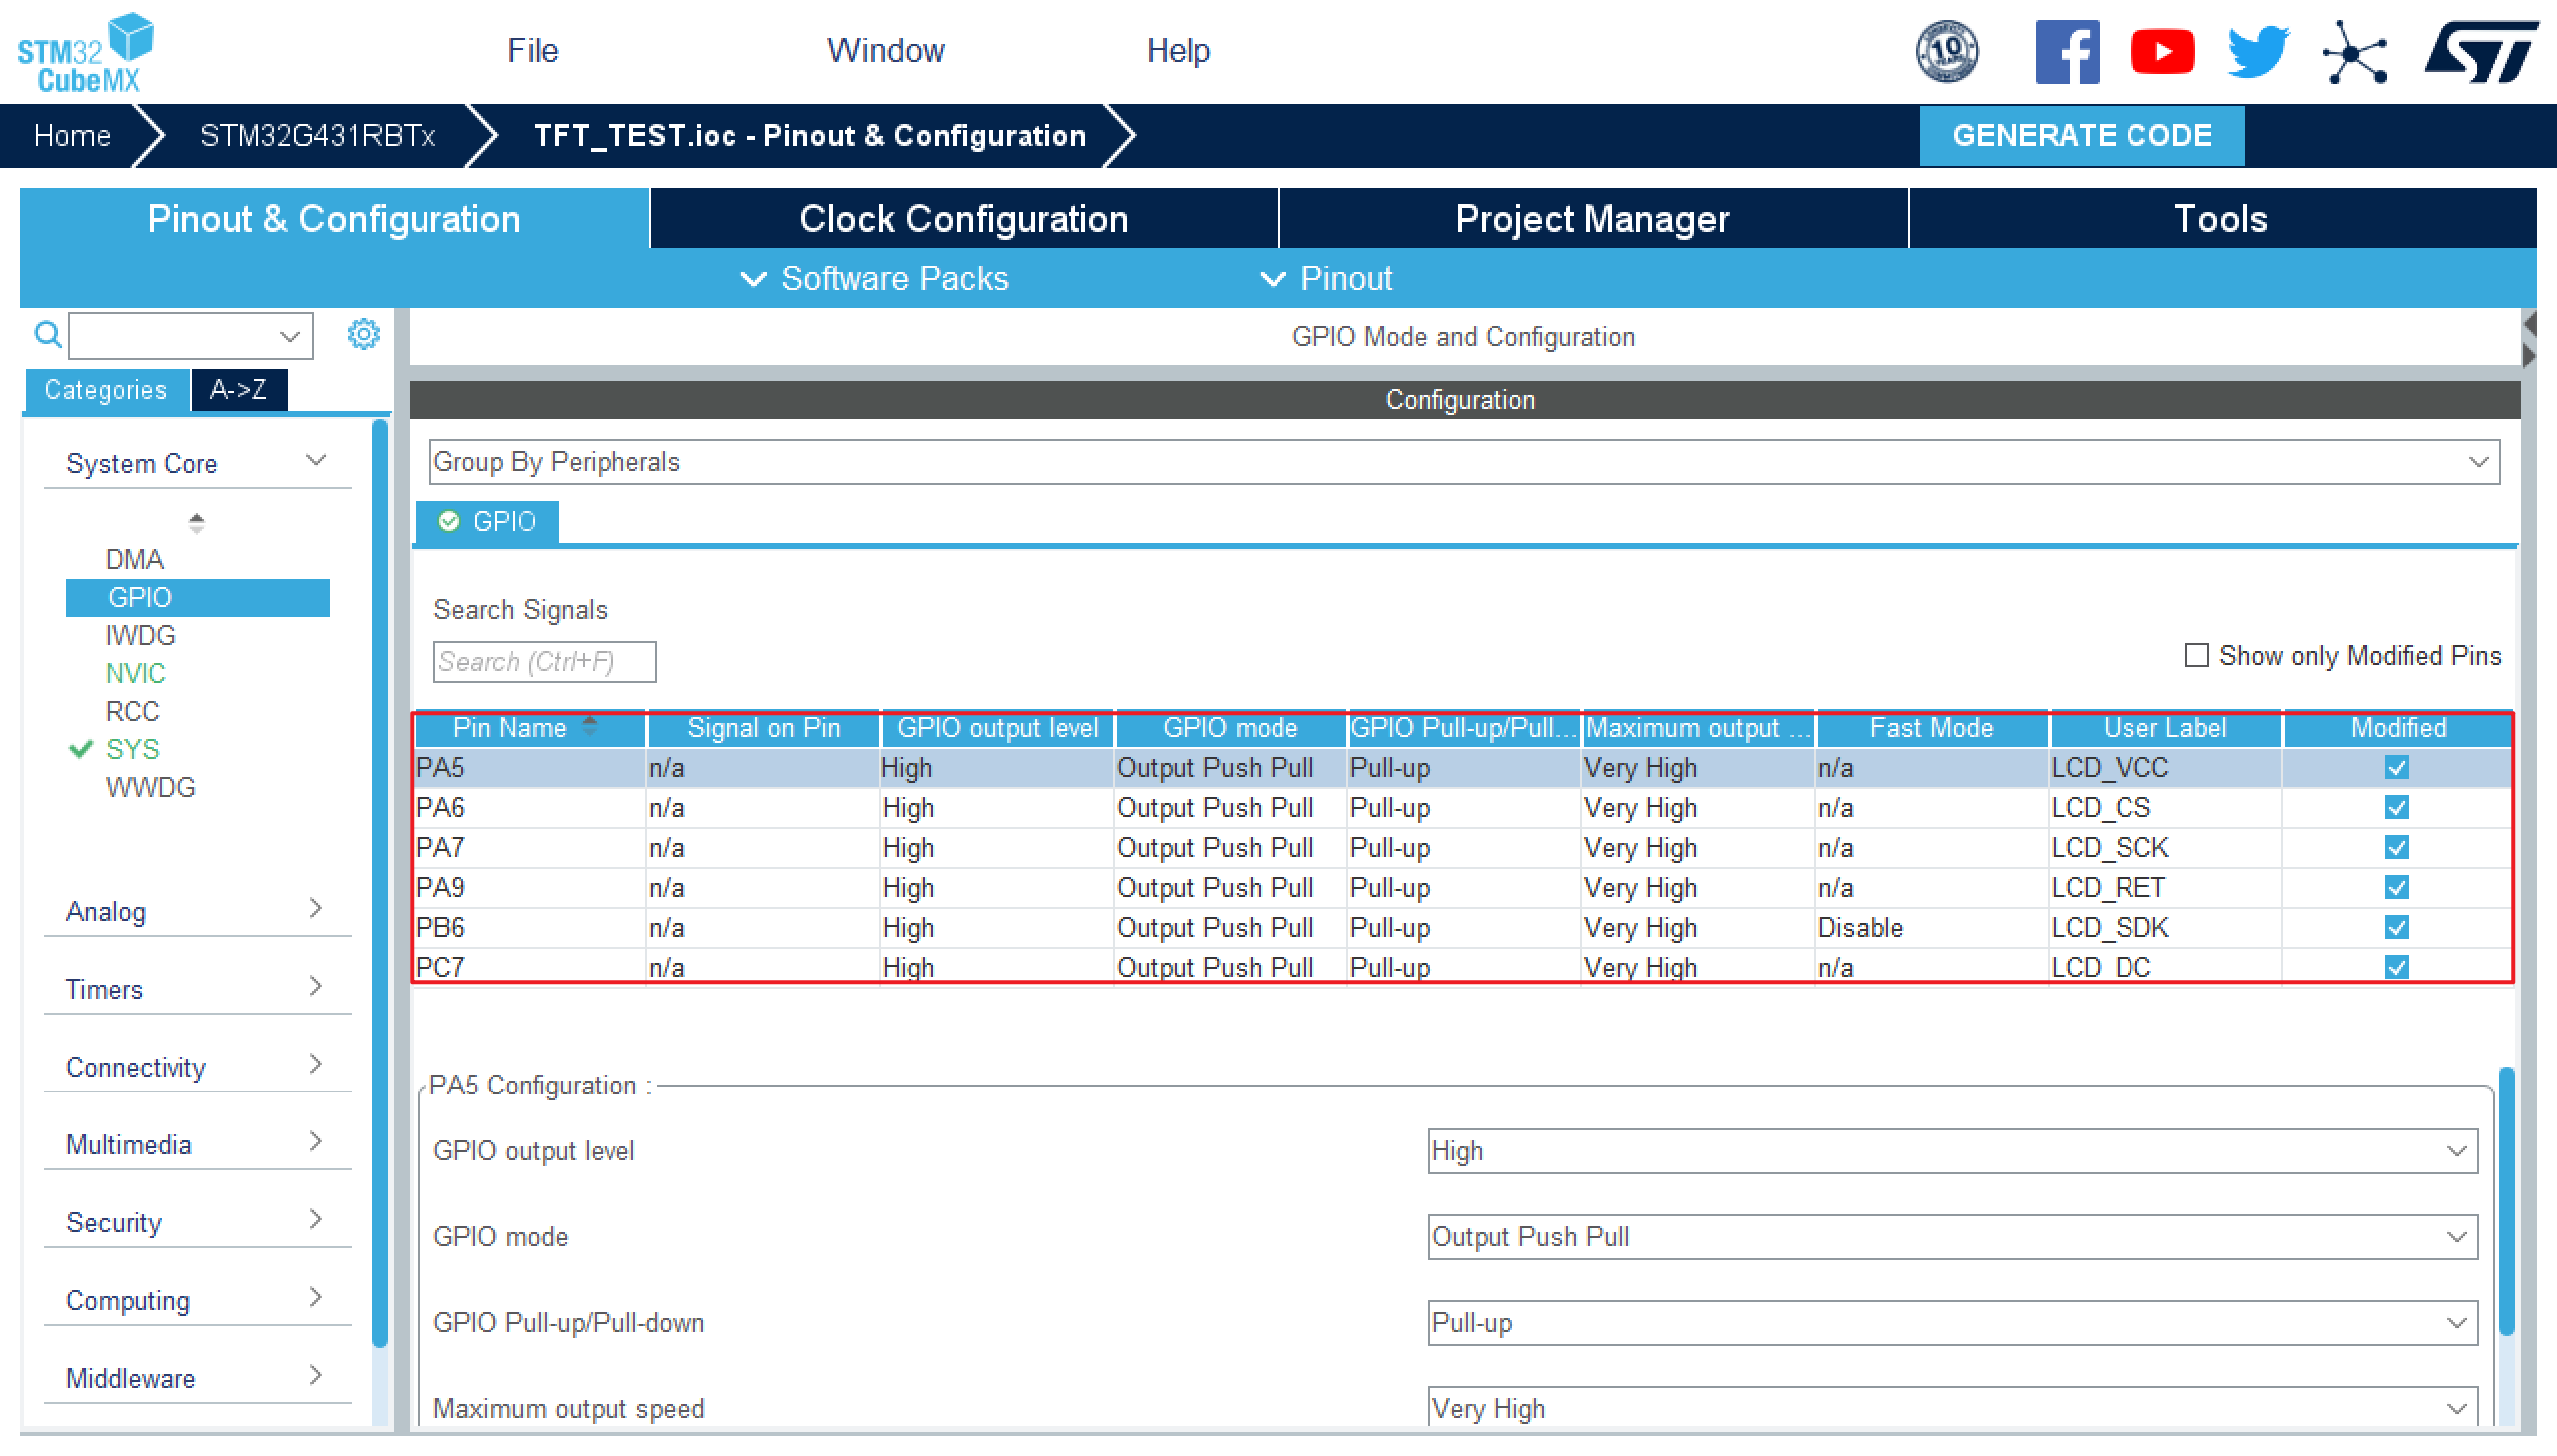 STM32
CubeMX
File
Window
Help
10
YEARS
ST
Home
STM32G431RBTx
TFT_TEST.ioc - Pinout & Configuration
GENERATE CODE
Pinout & Configuration
Clock Configuration
Project Manager
Tools
Software Packs
Pinout
GPIO Mode and Configuration
Categories
A->Z
Configuration
System Core
Group By Peripherals
GPIO
DMA
GPIO
IWDG
NVIC
RCC
SYS
WWDG
Search Signals
Search (Ctrl+F)
Show only Modified Pins
Pin Name Signal on Pin GPIO output level GPIO mode GPIO Pull-up/Pull... Maximum output ... Fast Mode User Label Modified
PA5 n/a High Output Push Pull Pull-up Very High n/a LCD_VCC
PA6 n/a High Output Push Pull Pull-up Very High n/a LCD_CS
PA7 n/a High Output Push Pull Pull-up Very High n/a LCD_SCK
PA9 n/a High Output Push Pull Pull-up Very High n/a LCD_RET
PB6 n/a High Output Push Pull Pull-up Very High Disable LCD_SDK
PC7 n/a High Output Push Pull Pull-up Very High n/a LCD_DC
Analog
Timers
Connectivity
Multimedia
Security
Computing
Middleware
PA5 Configuration :
GPIO output level High
GPIO mode Output Push Pull
GPIO Pull-up/Pull-down Pull-up
Maximum output speed Very High